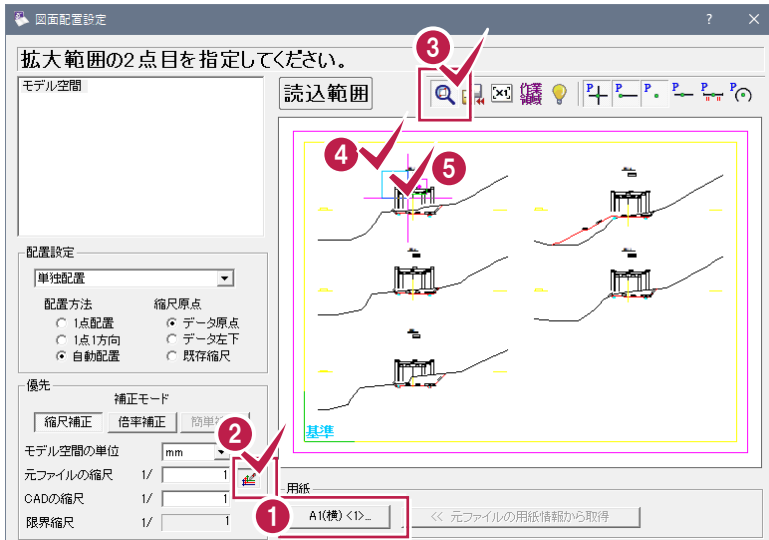 図面配置設定
拡大範囲の2点目を指定してください。
モデル空間
読込範囲
作業領域
配置設定
単独配置
配置方法 縮尺原点
1点配置 データ原点
1点1方向 データ左下
自動配置 既存縮尺
優先
補正モード
縮尺補正 倍率補正
モデル空間の単位 mm
元ファイルの縮尺 1/ 1
CADの縮尺 1/ 1
限界縮尺 1/ 1
1
2
3
4
5
基準
用紙
A1(横) <1>...
<< 元ファイルの用紙情報から取得